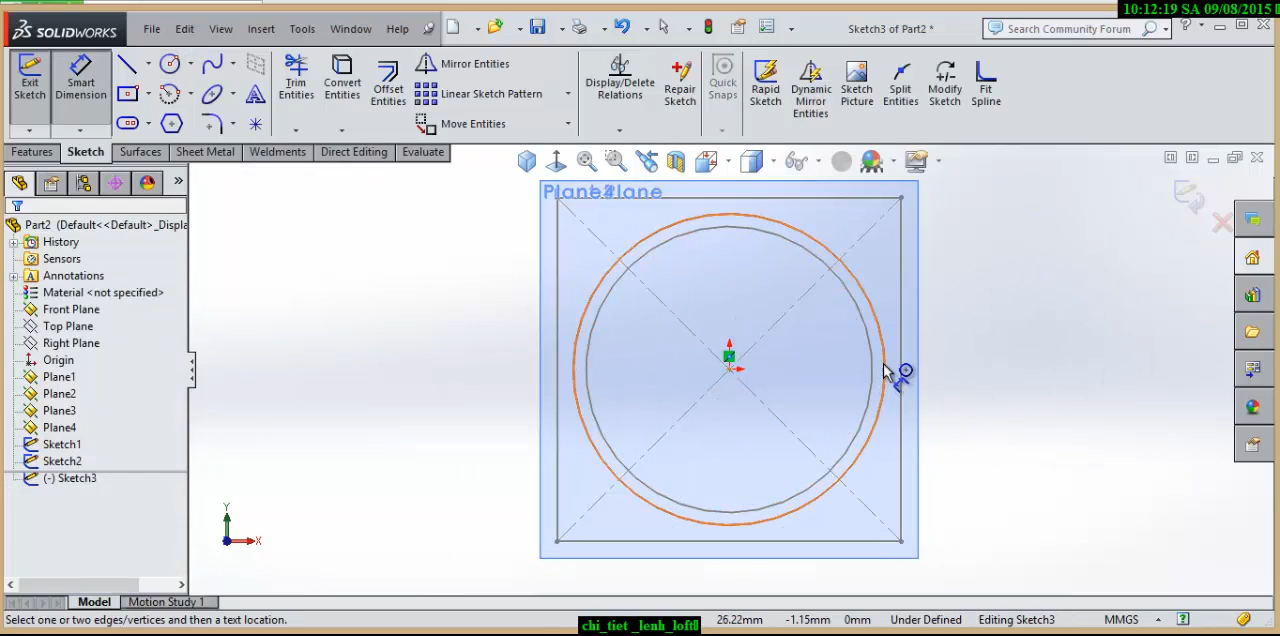 10:12:19 SA 09/08/2015
SOLIDWORKS File Edit View Insert Tools Window Help Sketch3 of Part2 * Search Community Forum
Exit Sketch
Smart Dimension
Trim Entities
Convert Entities
Offset Entities
Mirror Entities
Linear Sketch Pattern
Move Entities
Display/Delete Relations
Repair Sketch
Quick Snaps
Rapid Sketch
Dynamic Mirror Entities
Sketch Picture
Split Entities
Modify Sketch
Fit Spline
Features Sketch Surfaces Sheet Metal Weldments Direct Editing Evaluate
Part2 (Default<<Default>_Displa
History
Sensors
Annotations
Material <not specified>
Front Plane
Top Plane
Right Plane
Origin
Plane1
Plane2
Plane3
Plane4
Sketch1
Sketch2
(-) Sketch3
Y
X
Model Motion Study 1
Select one or two edges/vertices and then a text location. 26.22mm -1.15mm 0mm Under Defined Editing Sketch3 MMGS
chi_tiet _lenh_loft